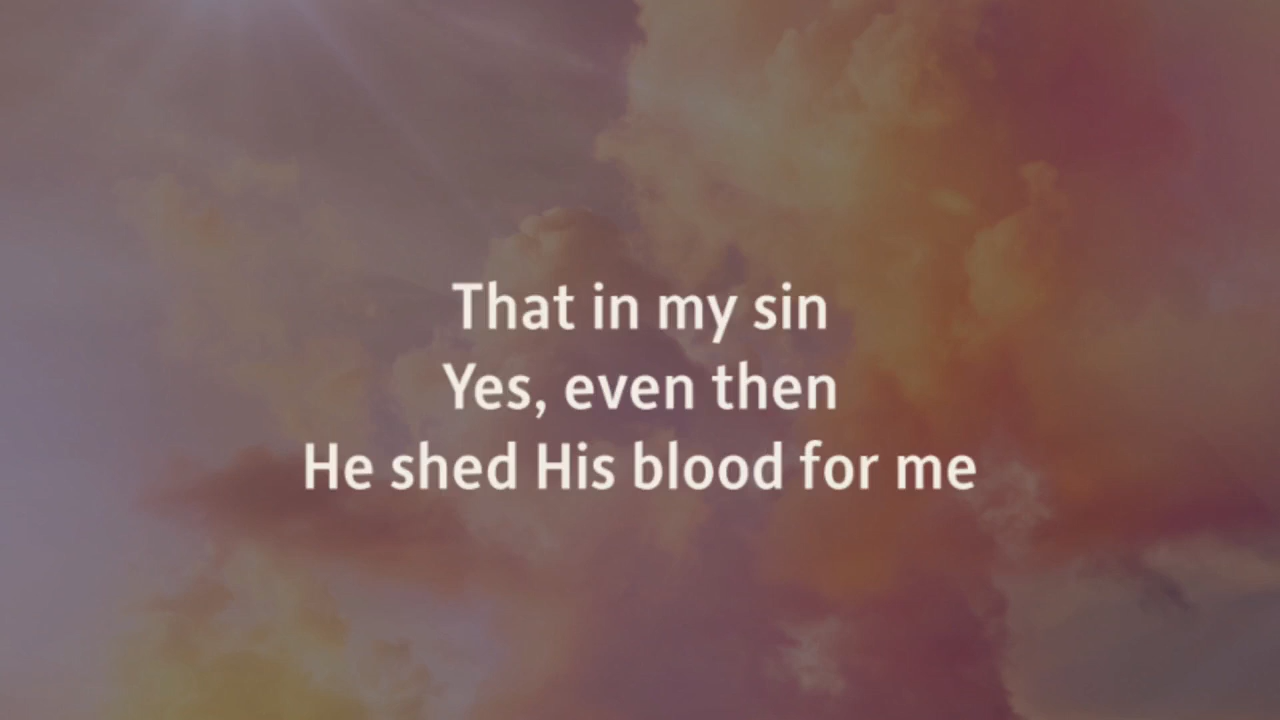 That in my sin
Yes, even then
He shed His blood for me